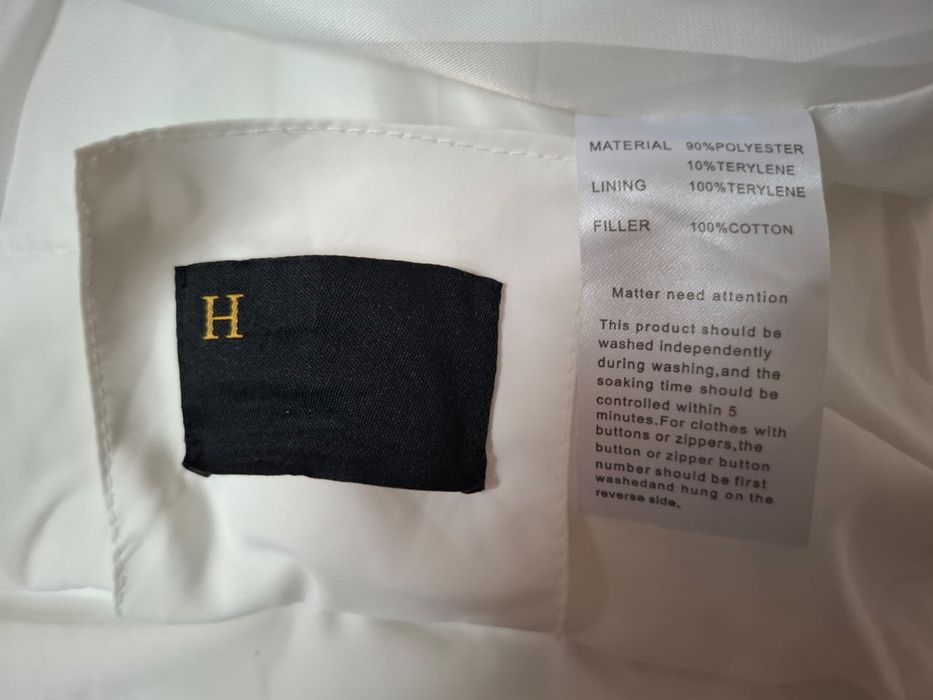 H
MATERIAL 90%POLYESTER
10%TERYLENE
LINING 100%TERYLENE
FILLER 100%COTTON
Matter need attention
This product should be
washed independently
during washing,and the
soaking time should be
controlled within 5
minutes.For clothes with
buttons or zippers,the
button or zipper button
number should be first
washedand hung on the
reverse side.